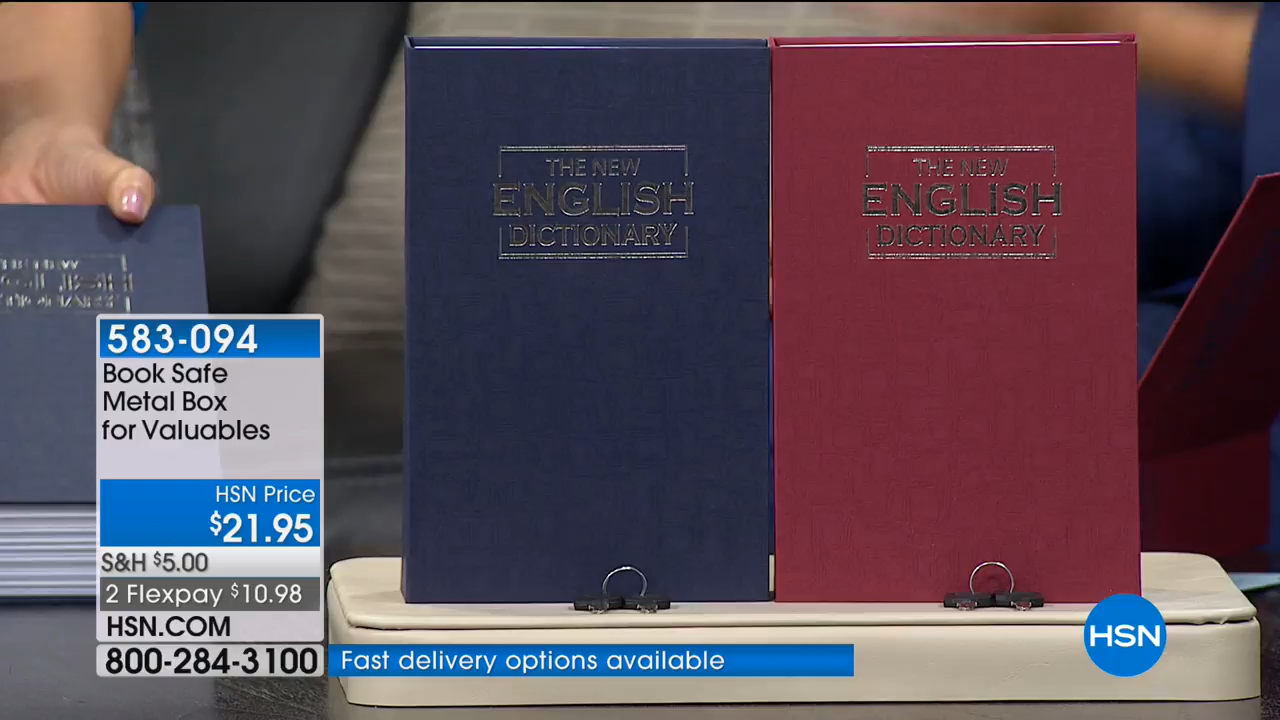 THE NEW
ENGLISH
DICTIONARY
THE NEW
ENGLISH
DICTIONARY
583-094
Book Safe
Metal Box
for Valuables
HSN Price
$21.95
S&H $5.00
2 Flexpay $10.98
HSN.COM
800-284-3100
Fast delivery options available
HSN